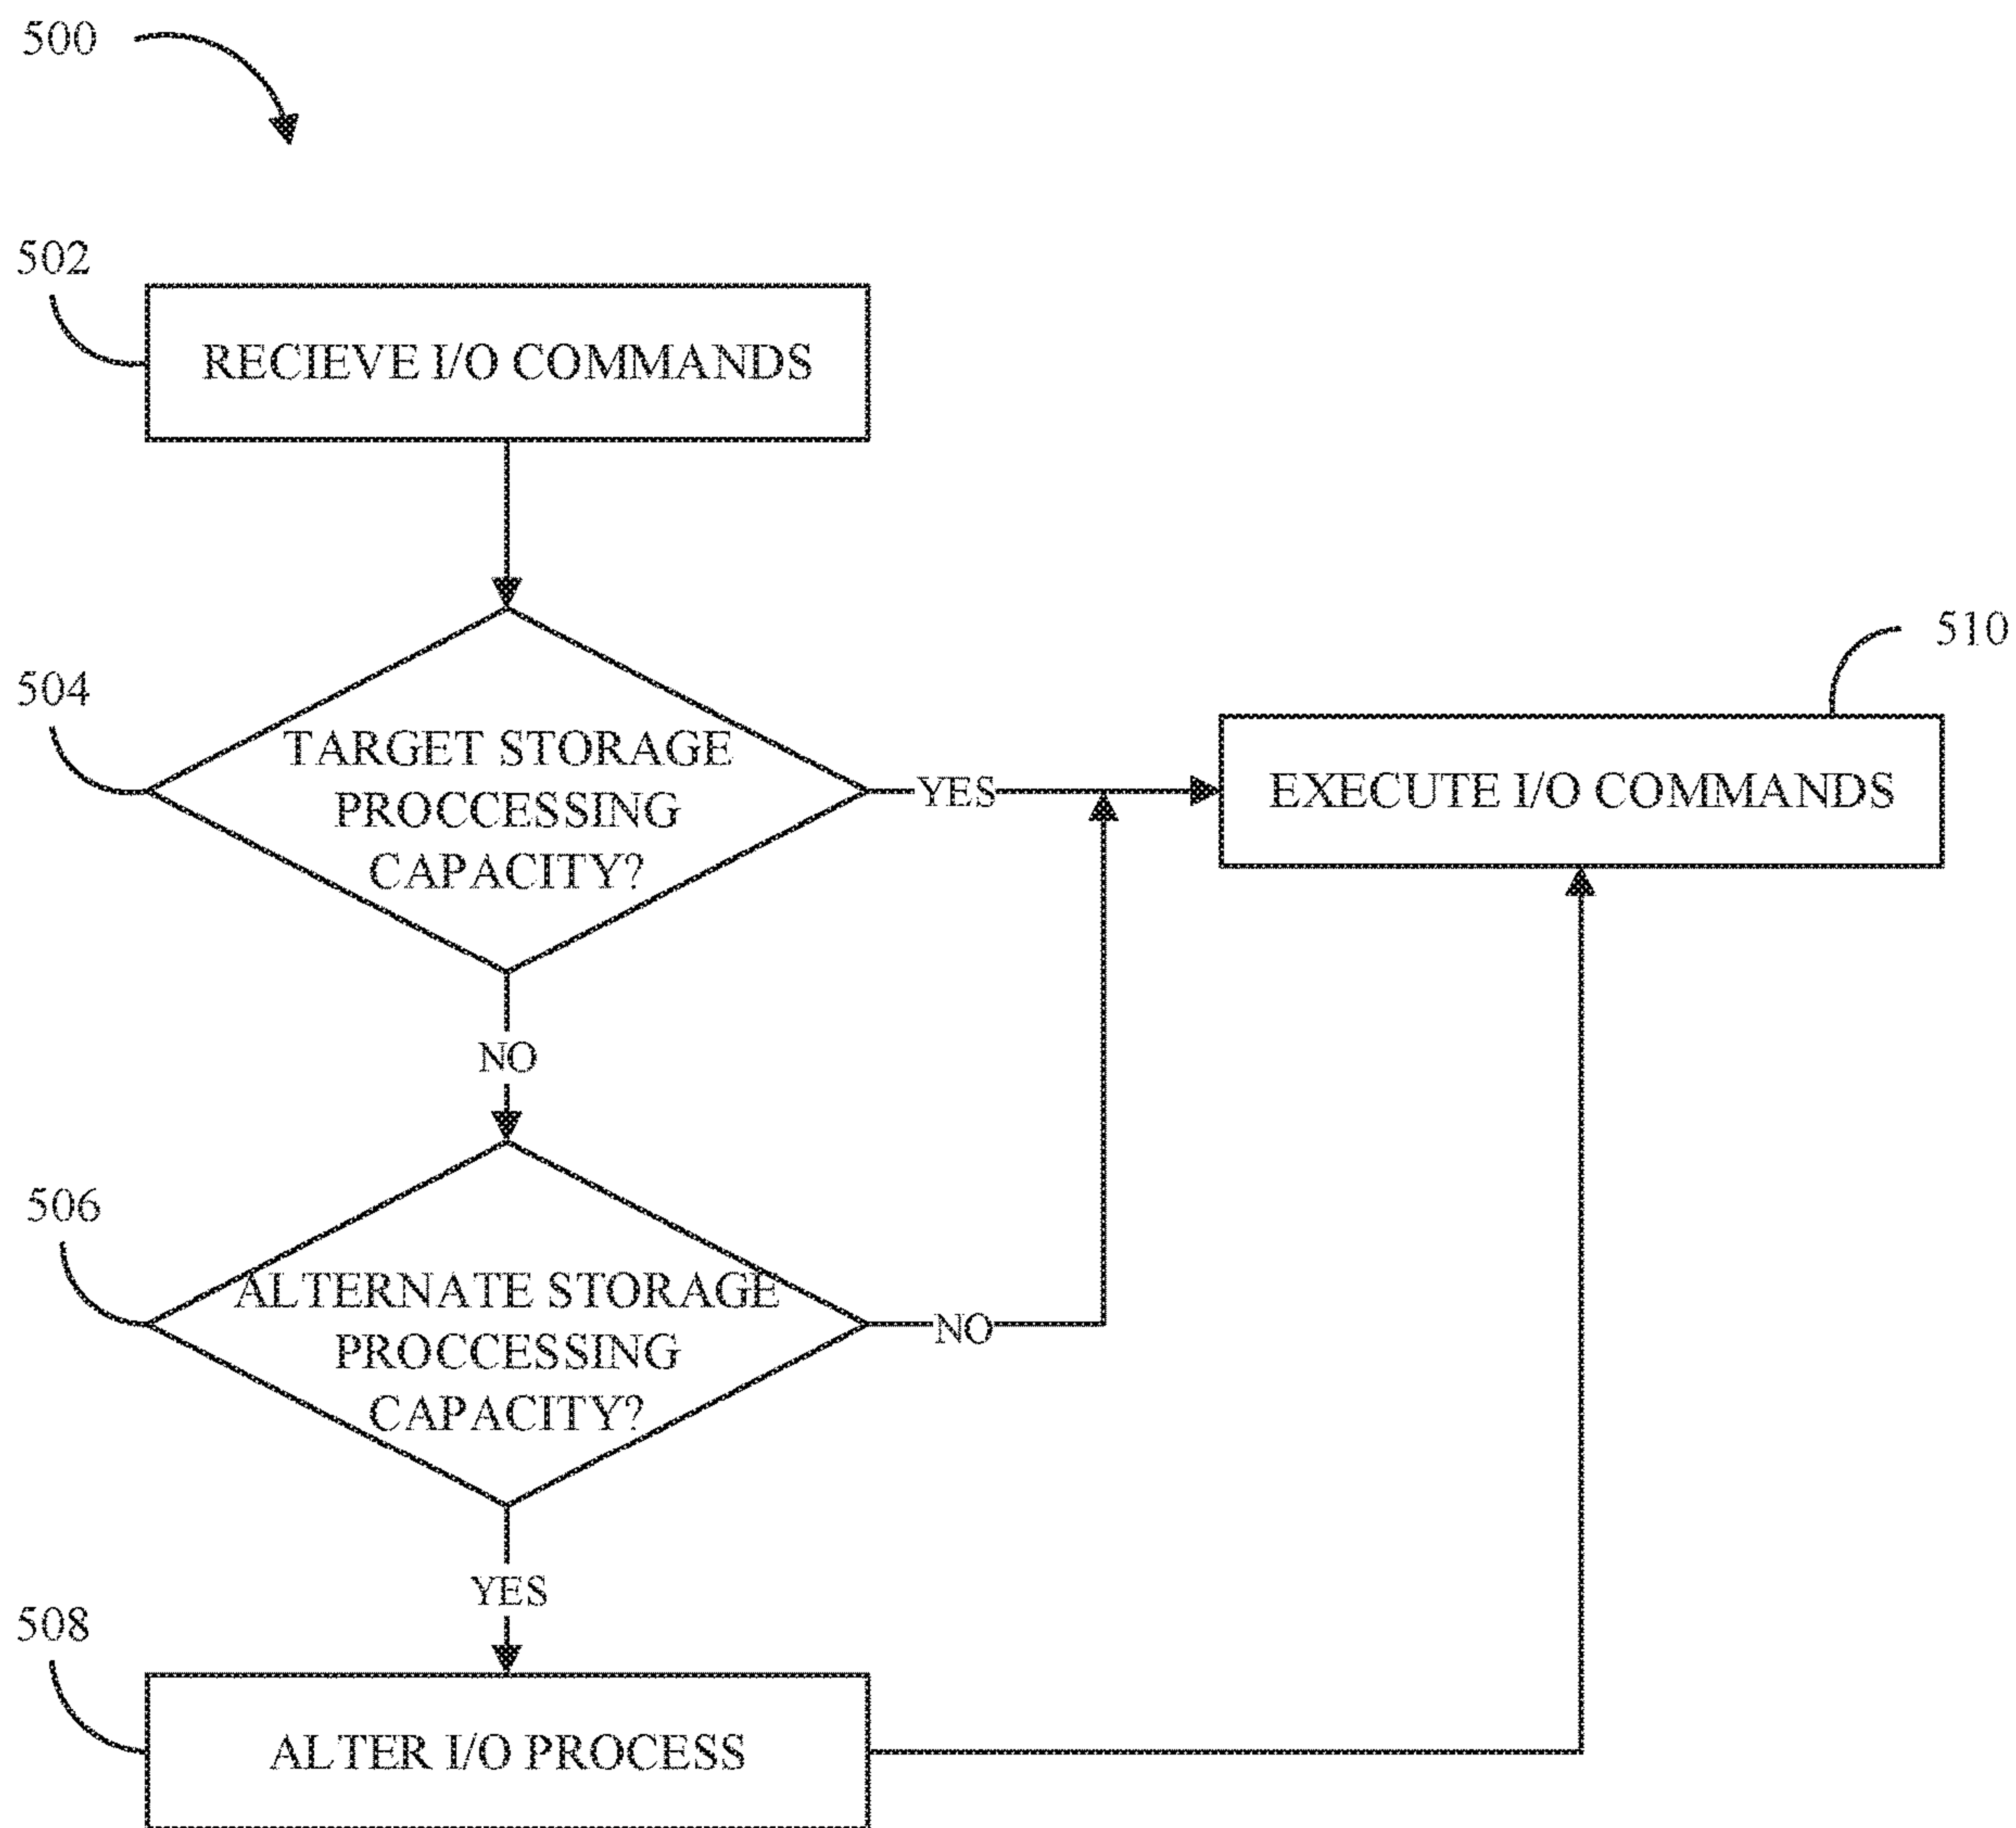 500
502
RECIEVE I/O COMMANDS
504
TARGET STORAGE
PROCCESSING
CAPACITY?
YES
510
EXECUTE I/O COMMANDS
NO
506
ALTERNATE STORAGE
PROCCESSING
CAPACITY?
NO
YES
508
ALTER I/O PROCESS